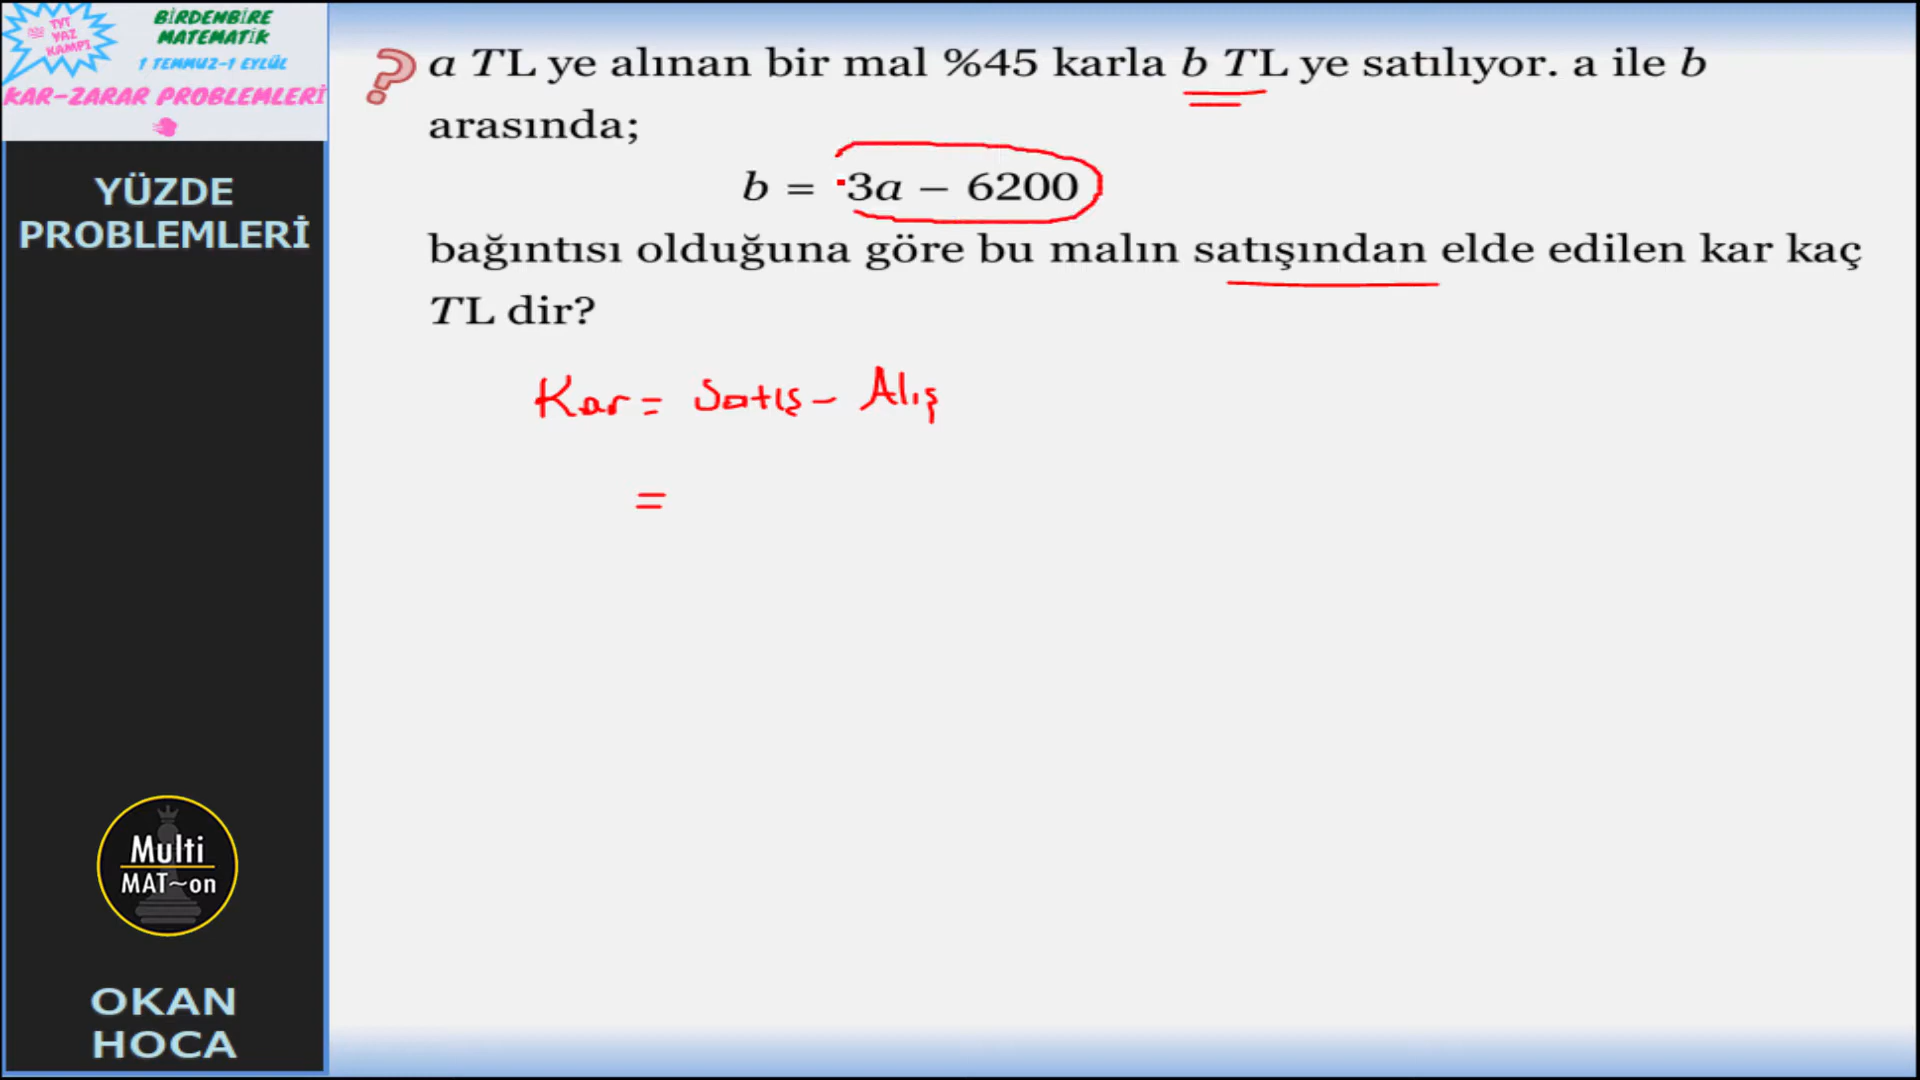 TYT
YAZ
KAMPI
BİRDENBİRE
MATEMATİK
1 TEMMUZ-1 EYLÜL
KAR-ZARAR PROBLEMLERİ
YÜZDE
PROBLEMLERİ
a TL ye alınan bir mal %45 karla b TL ye satılıyor. a ile b
arasında;
b = 3a − 6200
bağıntısı olduğuna göre bu malın satışından elde edilen kar kaç
TL dir?
Kar = Satış - Alış
=
Multi
MAT~on
OKAN
HOCA